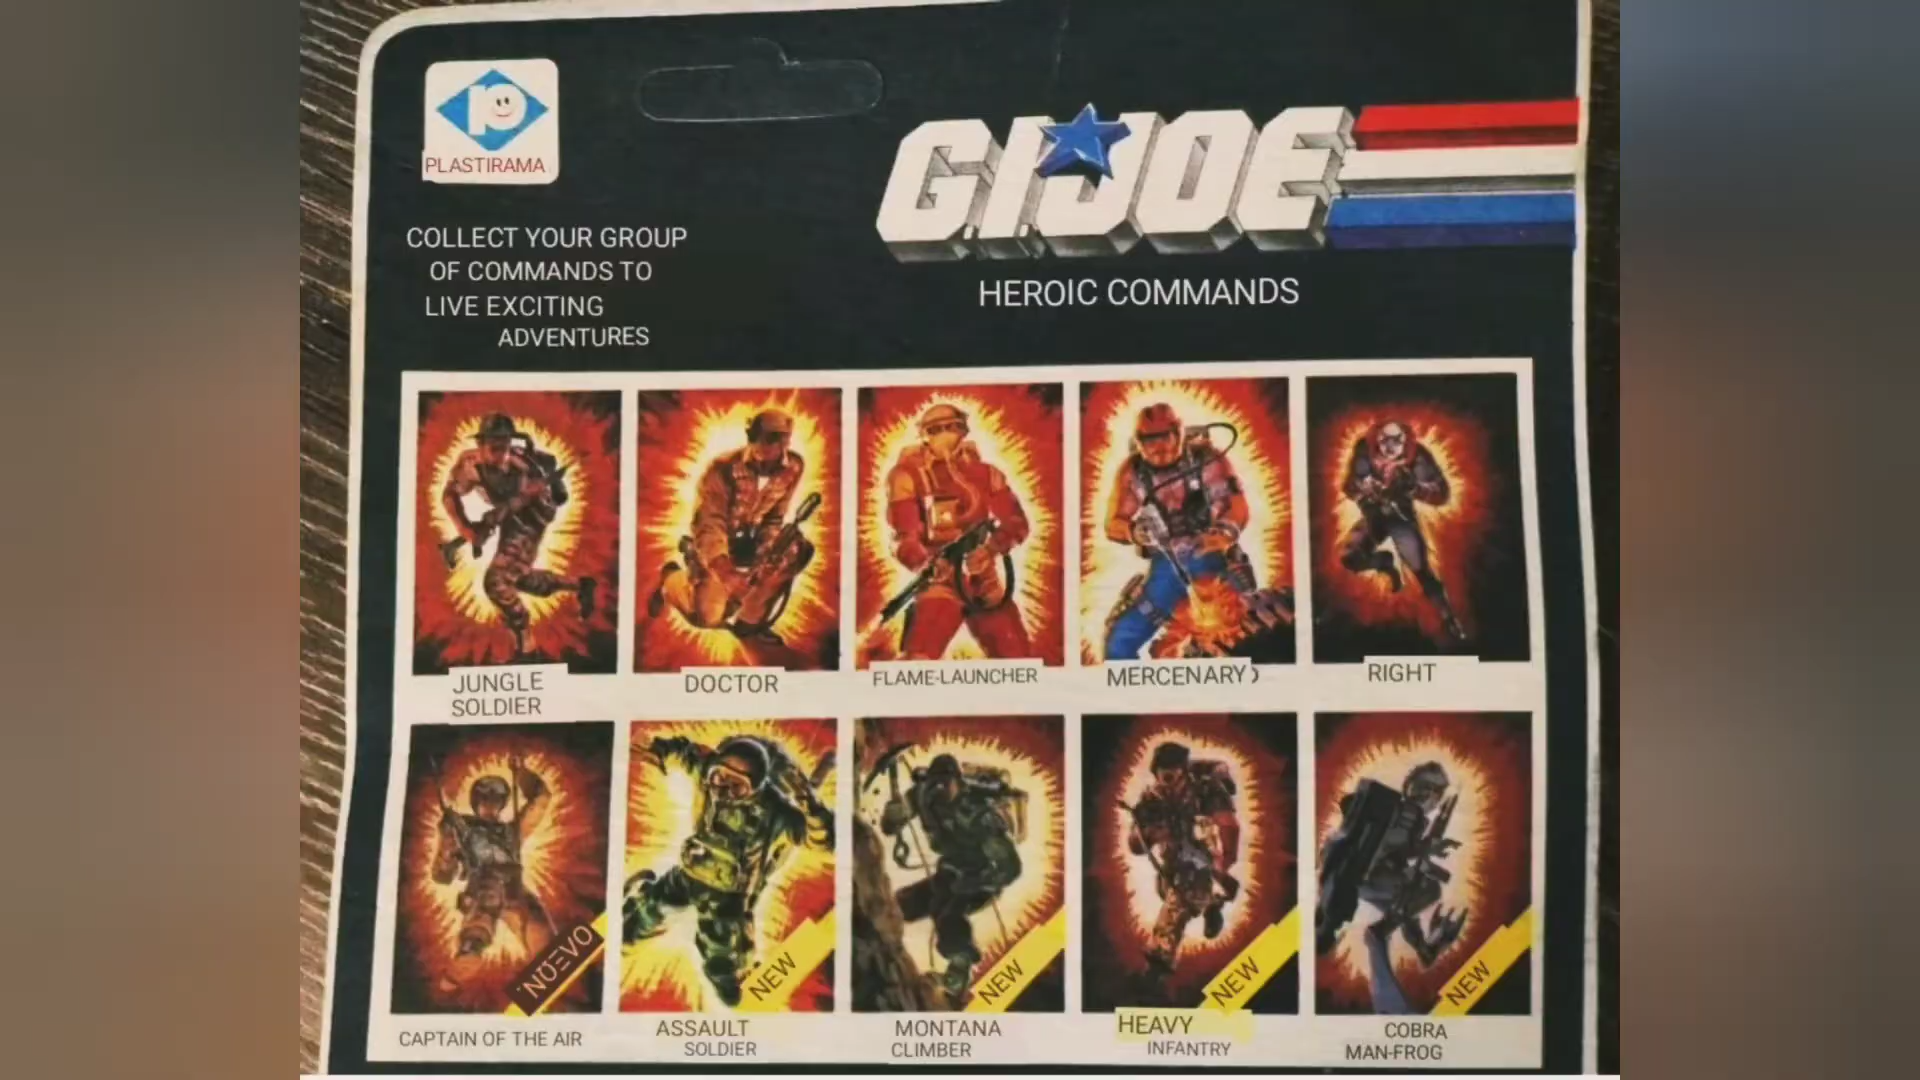 PLASTIRAMA
GIJOE
COLLECT YOUR GROUP
OF COMMANDS TO
LIVE EXCITING
ADVENTURES
HEROIC COMMANDS
JUNGLE
SOLDIER
DOCTOR
FLAME-LAUNCHER
MERCENARY
RIGHT
NUEVO
NEW
NEW
NEW
NEW
CAPTAIN OF THE AIR
ASSAULT
SOLDIER
MONTANA
CLIMBER
HEAVY
INFANTRY
COBRA
MAN-FROG